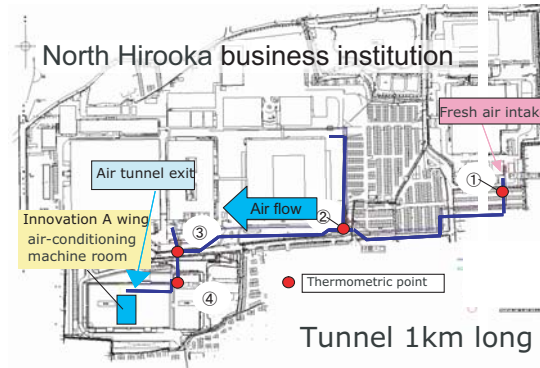 North Hirooka business institution
Fresh air intak
Air tunnel exit
①
Innovation A wing
air-conditioning
machine room
Air flow
②
③
④
Thermometric point
Tunnel 1km long